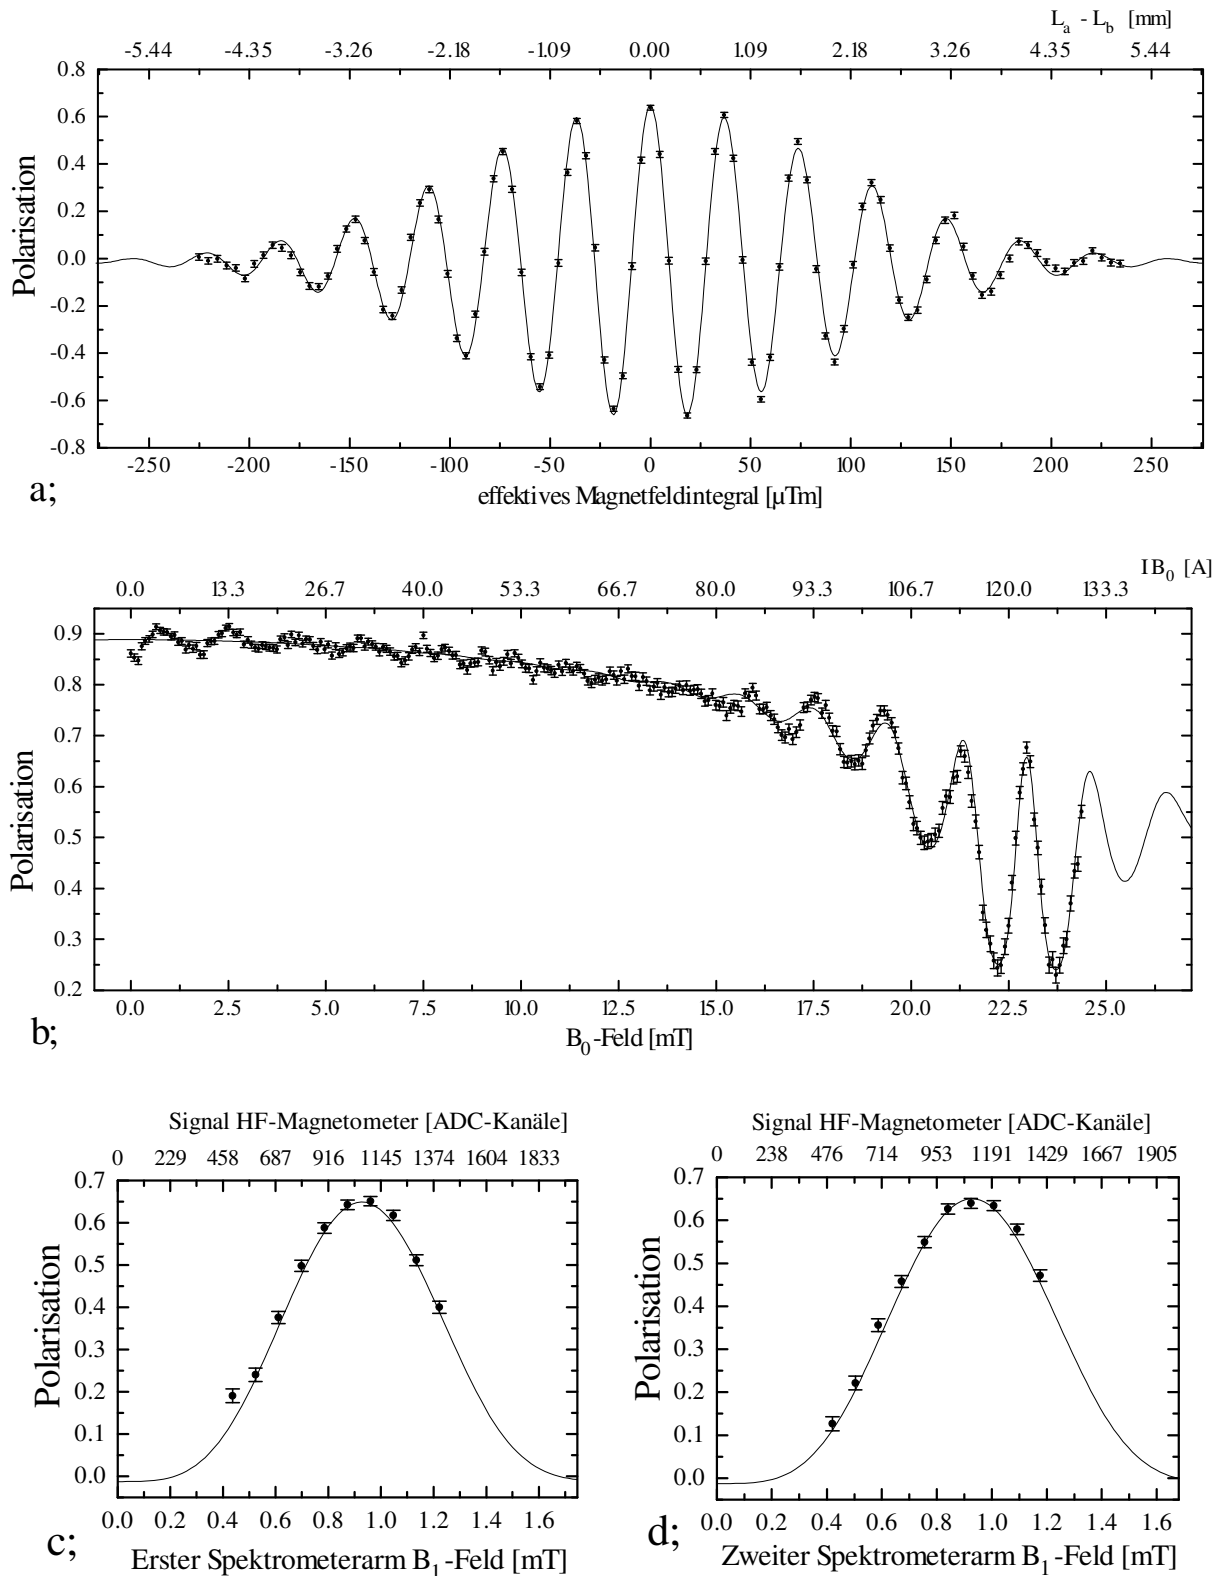 L_a - L_b [mm]
-5.44 -4.35 -3.26 -2.18 -1.09 0.00 1.09 2.18 3.26 4.35 5.44
0.8
0.6
0.4
0.2
0.0
-0.2
-0.4
-0.6
-0.8
Polarisation
-250 -200 -150 -100 -50 0 50 100 150 200 250
a;
effektives Magnetfeldintegral [µTm]
IB_0 [A]
0.0 13.3 26.7 40.0 53.3 66.7 80.0 93.3 106.7 120.0 133.3
0.9
0.8
0.7
0.6
0.5
0.4
0.3
0.2
Polarisation
0.0 2.5 5.0 7.5 10.0 12.5 15.0 17.5 20.0 22.5 25.0
b;
B_0-Feld [mT]
Signal HF-Magnetometer [ADC-Kanäle]
0 229 458 687 916 1145 1374 1604 1833
0.7
0.6
0.5
0.4
0.3
0.2
0.1
0.0
Polarisation
0.0 0.2 0.4 0.6 0.8 1.0 1.2 1.4 1.6
c;
Erster Spektrometerarm B_1-Feld [mT]
Signal HF-Magnetometer [ADC-Kanäle]
0 238 476 714 953 1191 1429 1667 1905
0.7
0.6
0.5
0.4
0.3
0.2
0.1
0.0
Polarisation
0.0 0.2 0.4 0.6 0.8 1.0 1.2 1.4 1.6
d;
Zweiter Spektrometerarm B_1-Feld [mT]